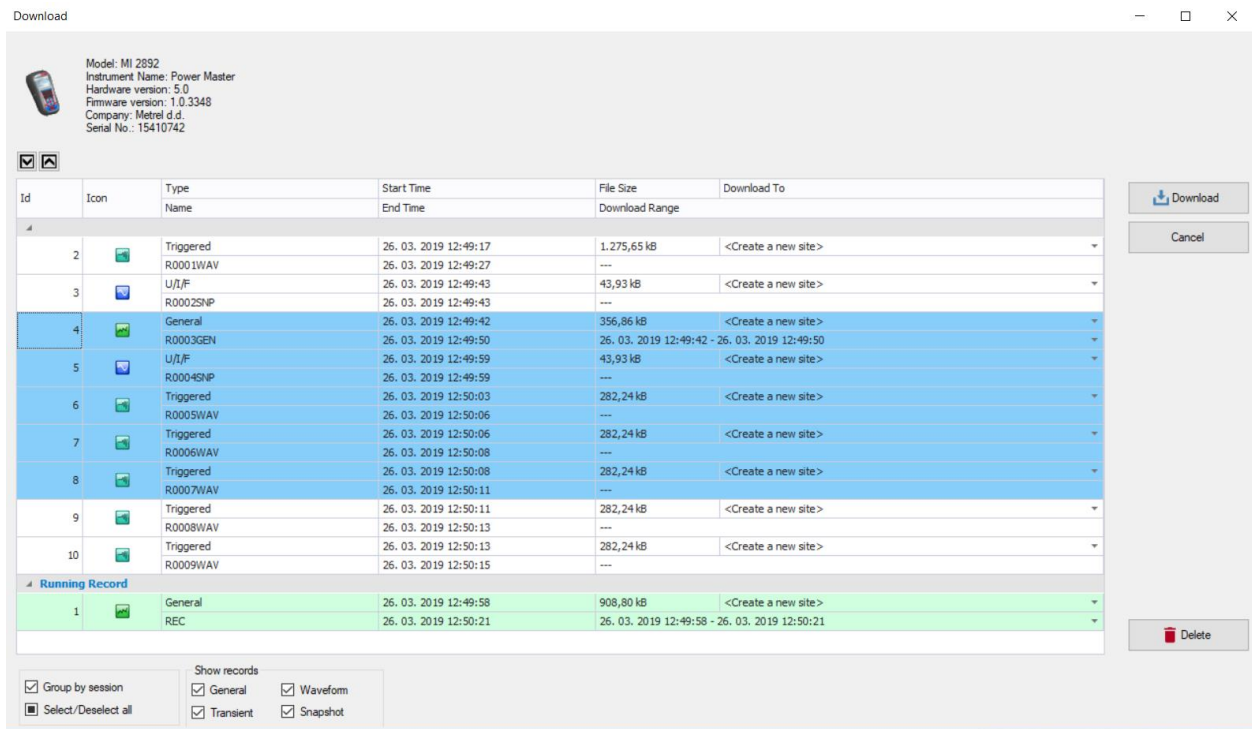 Download
Model: MI 2892
Instrument Name: Power Master
Hardware version: 5.0
Firmware version: 1.0.3348
Company: Metrel d.d.
Serial No.: 15410742
Id Icon Type Start Time File Size Download To
Name End Time Download Range
2 Triggered 26. 03. 2019 12:49:17 1.275,65 kB <Create a new site>
R0001WAV 26. 03. 2019 12:49:27 ---
3 U/I/F 26. 03. 2019 12:49:43 43,93 kB <Create a new site>
R0002SNP 26. 03. 2019 12:49:43 ---
4 General 26. 03. 2019 12:49:42 356,86 kB <Create a new site>
R0003GEN 26. 03. 2019 12:49:50 26. 03. 2019 12:49:42 - 26. 03. 2019 12:49:50
5 U/I/F 26. 03. 2019 12:49:59 43,93 kB <Create a new site>
R0004SNP 26. 03. 2019 12:49:59 ---
6 Triggered 26. 03. 2019 12:50:03 282,24 kB <Create a new site>
R0005WAV 26. 03. 2019 12:50:06 ---
7 Triggered 26. 03. 2019 12:50:06 282,24 kB <Create a new site>
R0006WAV 26. 03. 2019 12:50:08 ---
8 Triggered 26. 03. 2019 12:50:08 282,24 kB <Create a new site>
R0007WAV 26. 03. 2019 12:50:11 ---
9 Triggered 26. 03. 2019 12:50:11 282,24 kB <Create a new site>
R0008WAV 26. 03. 2019 12:50:13 ---
10 Triggered 26. 03. 2019 12:50:13 282,24 kB <Create a new site>
R0009WAV 26. 03. 2019 12:50:15 ---
Running Record
1 General 26. 03. 2019 12:49:58 908,80 kB <Create a new site>
REC 26. 03. 2019 12:50:21 26. 03. 2019 12:49:58 - 26. 03. 2019 12:50:21
Download
Cancel
Delete
Group by session
Select/Deselect all
Show records
General Waveform
Transient Snapshot